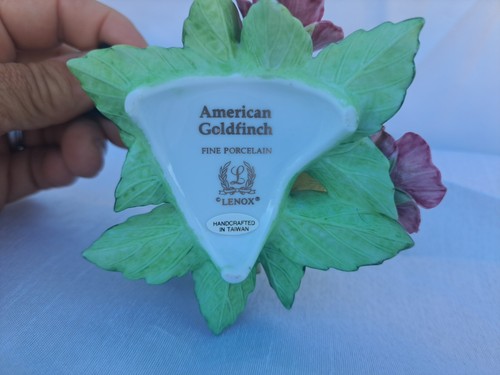 American
Goldfinch
FINE PORCELAIN
L
© LENOX®
HANDCRAFTED
IN TAIWAN